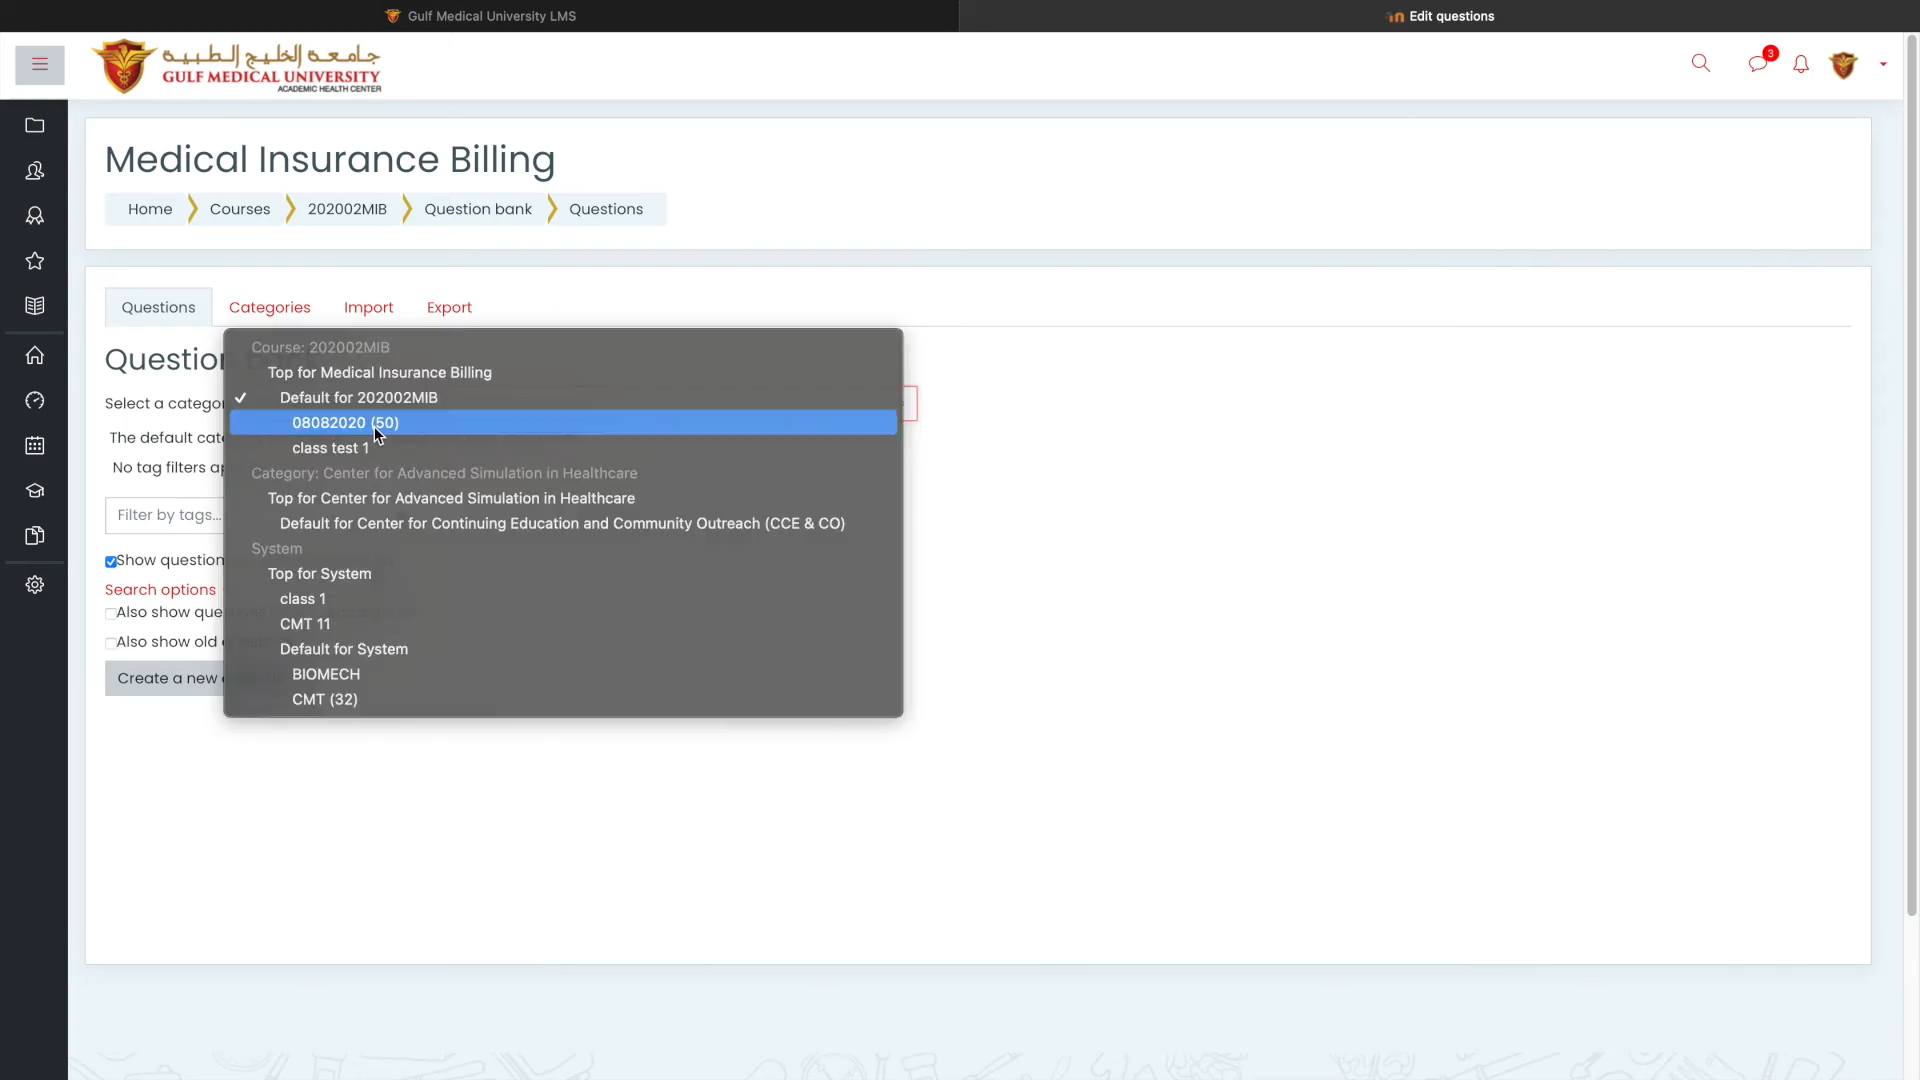 Gulf Medical University LMS
Edit questions
جامعة الخليج الطبية
GULF MEDICAL UNIVERSITY
ACADEMIC HEALTH CENTER
3
Medical Insurance Billing
Home
Courses
202002MIB
Question bank
Questions
Questions
Categories
Import
Export
Course: 202002MIB
Top for Medical Insurance Billing
Default for 202002MIB
08082020 (50)
class test 1
Category: Center for Advanced Simulation in Healthcare
Top for Center for Advanced Simulation in Healthcare
Default for Center for Continuing Education and Community Outreach (CCE & CO)
System
Top for System
class 1
CMT 11
Default for System
BIOMECH
CMT (32)
Question
Select a catego
The default cat
No tag filters a
Filter by tags...
Show question
Search options
Also show que
Also show old
Create a new